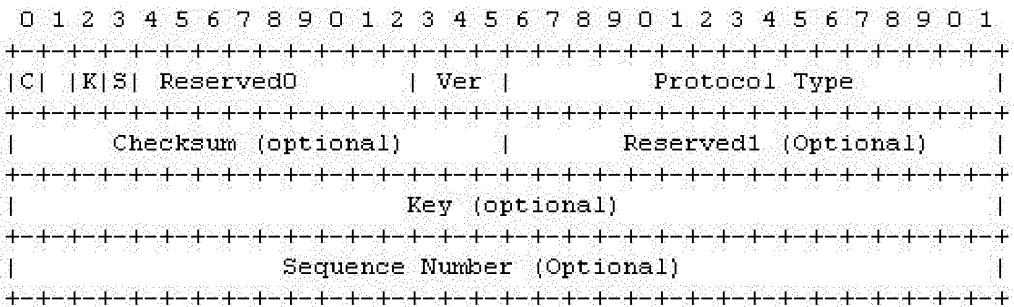 0 1 2 3 4 5 6 7 8 9 0 1 2 3 4 5 6 7 8 9 0 1 2 3 4 5 6 7 8 9 0 1
+-+-+-+-+-+-+-+-+-+-+-+-+-+-+-+-+-+-+-+-+-+-+-+-+-+-+-+-+-+-+-+-+
|C| |K|S| Reserved0       | Ver |         Protocol Type         |
+-+-+-+-+-+-+-+-+-+-+-+-+-+-+-+-+-+-+-+-+-+-+-+-+-+-+-+-+-+-+-+-+
|      Checksum (optional)      |       Reserved1 (Optional)    |
+-+-+-+-+-+-+-+-+-+-+-+-+-+-+-+-+-+-+-+-+-+-+-+-+-+-+-+-+-+-+-+-+
|                         Key (optional)                        |
+-+-+-+-+-+-+-+-+-+-+-+-+-+-+-+-+-+-+-+-+-+-+-+-+-+-+-+-+-+-+-+-+
|                 Sequence Number (Optional)                    |
+-+-+-+-+-+-+-+-+-+-+-+-+-+-+-+-+-+-+-+-+-+-+-+-+-+-+-+-+-+-+-+-+